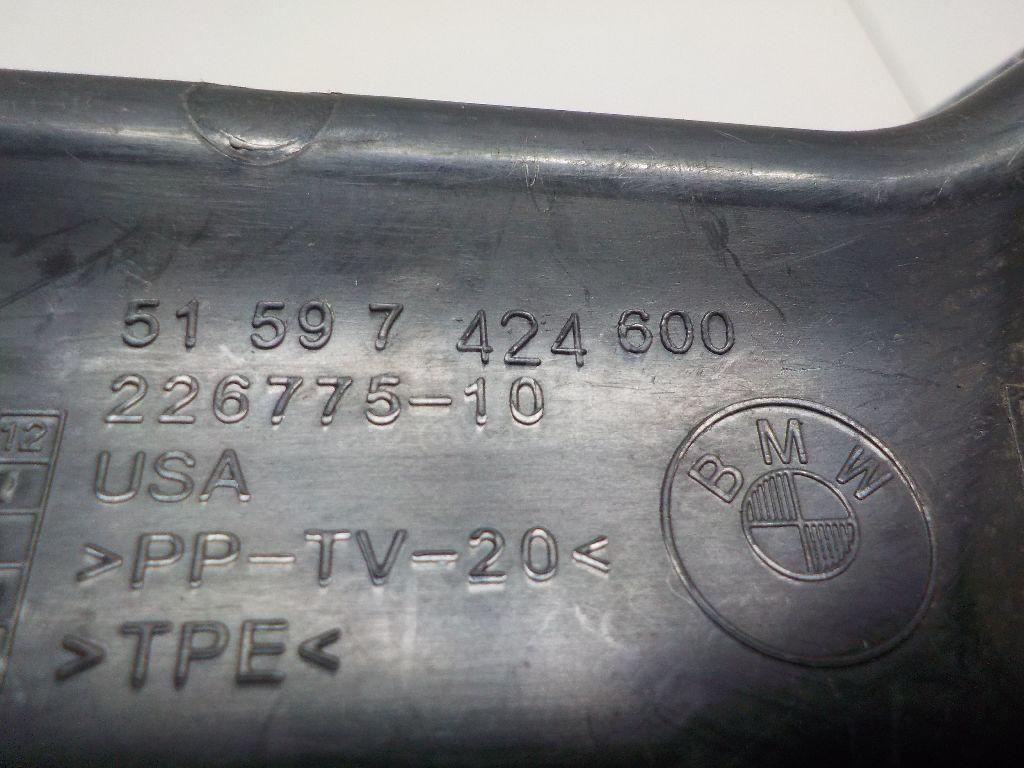 51 59 7 424 600
226775-10
12
USA
>PP-TV-20<
>TPE<
BMW